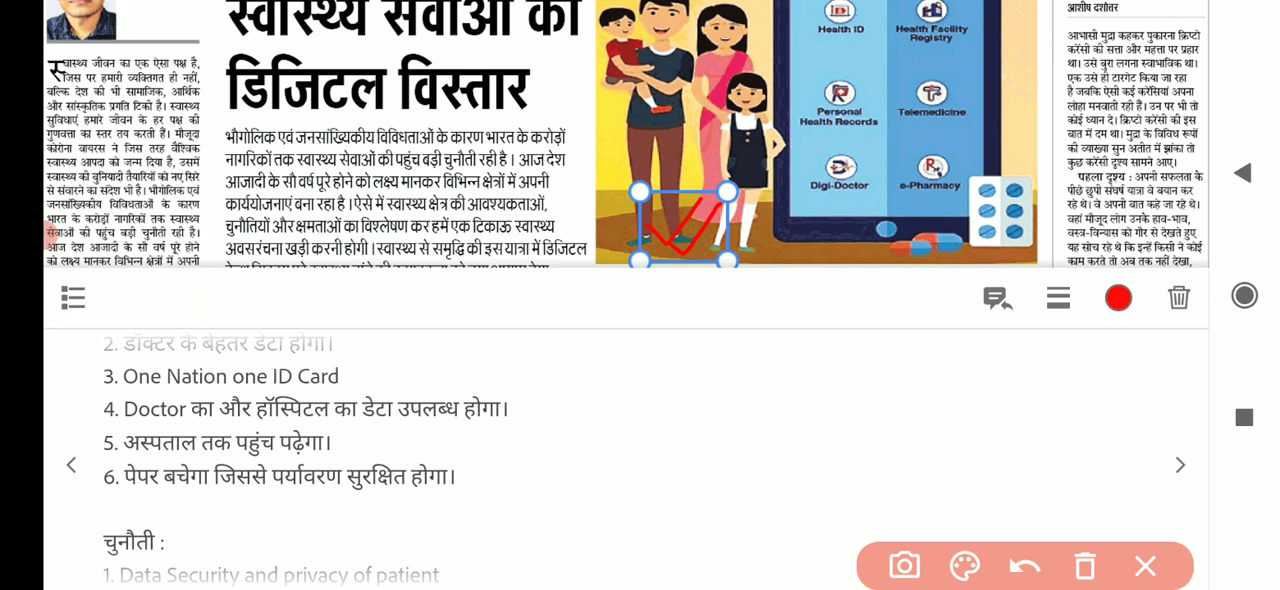 स्वास्थ्य सेवाओं का
डिजिटल विस्तार
स्वास्थ्य जीवन का एक ऐसा पक्ष है,
जिस पर हमारी व्यक्तिगत ही नहीं,
बल्कि देश की भी सामाजिक, आर्थिक
और सांस्कृतिक प्रगति टिकी है। स्वास्थ्य
सुविधाएं हमारे जीवन के हर पक्ष की
गुणवत्ता का स्तर तय करती हैं। मौजूदा
कोरोना वायरस ने जिस तरह वैश्विक
स्वास्थ्य आपदा को जन्म दिया है, उसमें
स्वास्थ्य की बुनियादी तैयारियों को नए सिरे
से संवारने का संदेश भी है। भौगोलिक एवं
जनसांख्यिकीय विविधताओं के कारण
भारत के करोड़ों नागरिकों तक स्वास्थ्य
सेवाओं की पहुंच बड़ी चुनौती रही है।
आज देश आजादी के सौ वर्ष पूरे होने
को लक्ष्य मानकर विभिन्न क्षेत्रों में अपनी
भौगोलिक एवं जनसांख्यिकीय विविधताओं के कारण भारत के करोड़ों
नागरिकों तक स्वास्थ्य सेवाओं की पहुंच बड़ी चुनौती रही है। आज देश
आजादी के सौ वर्ष पूरे होने को लक्ष्य मानकर विभिन्न क्षेत्रों में अपनी
कार्ययोजनाएं बना रहा है। ऐसे में स्वास्थ्य क्षेत्र की आवश्यकताओं,
चुनौतियों और क्षमताओं का विश्लेषण कर हमें एक टिकाऊ स्वास्थ्य
अवसंरचना खड़ी करनी होगी। स्वास्थ्य से समृद्धि की इस यात्रा में डिजिटल
Health ID
Health Facility
Registry
Personal
Health Records
Telemedicine
Digi-Doctor
e-Pharmacy
आशीष दशोत्तर
आभासी मुद्रा कहकर पुकारना क्रिप्टो
करेंसी की सत्ता और महत्ता पर प्रहार
था। उसे बुरा लगना स्वाभाविक था।
एक उसे ही टारगेट किया जा रहा
है जबकि ऐसी कई करेंसियां अपना
लोहा मनवाती रही हैं। उन पर भी तो
कोई ध्यान दे। क्रिप्टो करेंसी की इस
बात में दम था। मुद्रा के विविध रूपों
की व्याख्या सुन अतीत में झांका तो
कुछ करेंसी दृश्य सामने आए।
पहला दृश्य : अपनी सफलता के
पीछे छुपी संघर्ष यात्रा वे बयान कर
रहे थे। वे अपनी बात कहे जा रहे थे।
वहां मौजूद लोग उनके हाव-भाव,
वस्त्र-विन्यास को गौर से देखते हुए
यह सोच रहे थे कि इन्हें किसी ने कोई
काम करते तो अब तक नहीं देखा,
2. डॉक्टर के बेहतर डेटा होगा।
3. One Nation one ID Card
4. Doctor का और हॉस्पिटल का डेटा उपलब्ध होगा।
5. अस्पताल तक पहुंच पढ़ेगा।
6. पेपर बचेगा जिससे पर्यावरण सुरक्षित होगा।
चुनौती :
1. Data Security and privacy of patient